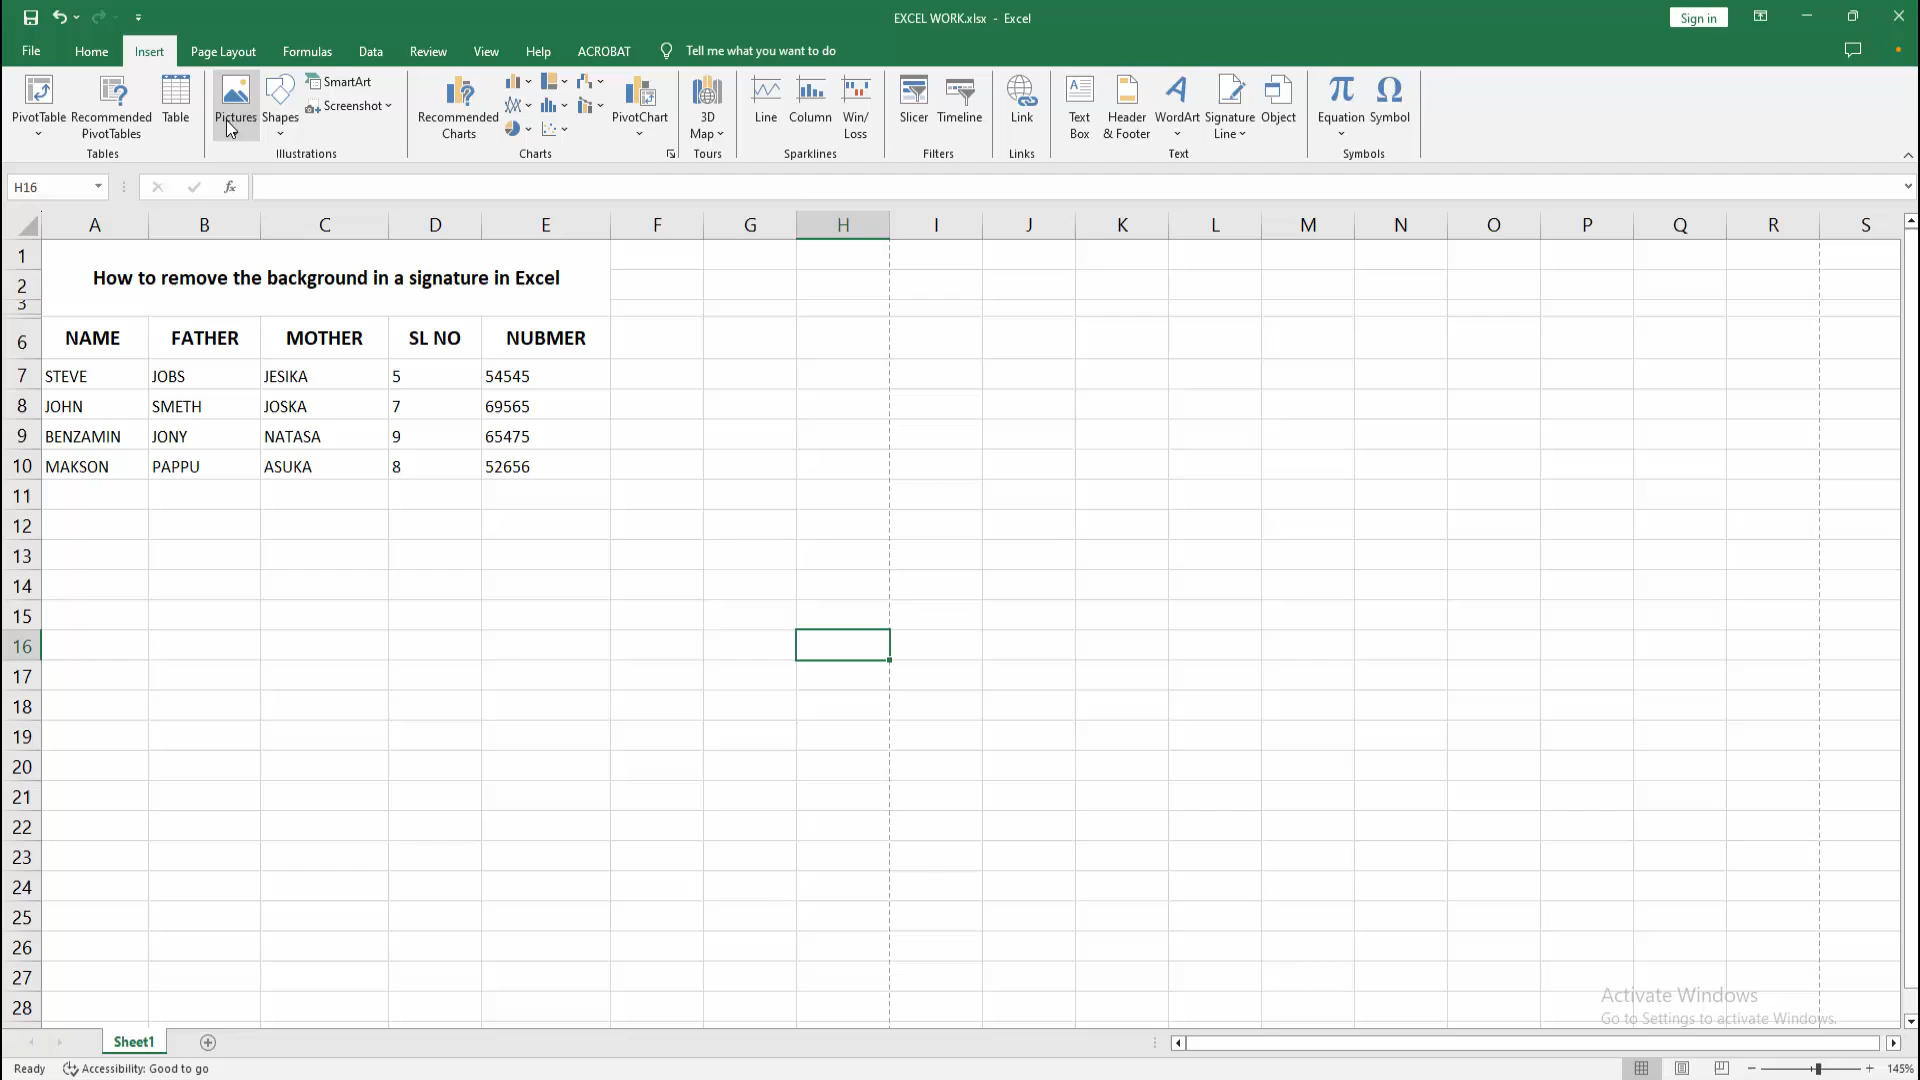 EXCEL WORK.xlsx - Excel
Sign in
File Home Insert Page Layout Formulas Data Review View Help ACROBAT Tell me what you want to do
PivotTable Recommended PivotTables Table
Tables
Pictures Shapes SmartArt Screenshot
Illustrations
Recommended Charts PivotChart
Charts
3D Map
Tours
Line Column Win/Loss
Sparklines
Slicer Timeline
Filters
Link
Links
Text Box Header & Footer WordArt Signature Line Object
Text
Equation Symbol
Symbols
H16 fx
A B C D E F G H I J K L M N O P Q R S
1
2 How to remove the background in a signature in Excel
3
6 NAME FATHER MOTHER SL NO NUBMER
7 STEVE JOBS JESIKA 5 54545
8 JOHN SMETH JOSKA 7 69565
9 BENZAMIN JONY NATASA 9 65475
10 MAKSON PAPPU ASUKA 8 52656
11
12
13
14
15
16
17
18
19
20
21
22
23
24
25
26
27
28
Activate Windows
Go to Settings to activate Windows.
Sheet1
Ready Accessibility: Good to go 145%